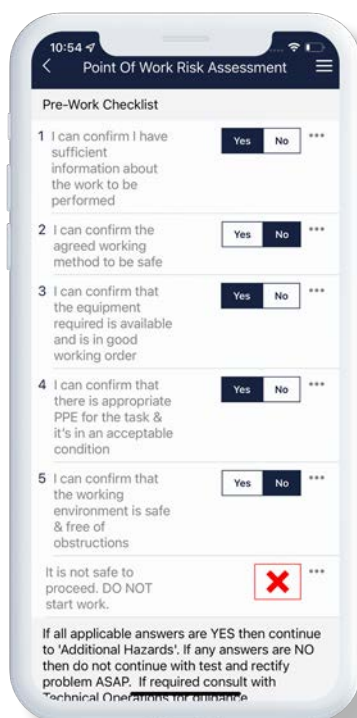 10:54
Point Of Work Risk Assessment
Pre-Work Checklist
1 I can confirm I have
sufficient
information about
the work to be
performed
Yes No
2 I can confirm the
agreed working
method to be safe
Yes No
3 I can confirm that
the equipment
required is available
and is in good
working order
Yes No
4 I can confirm that
there is appropriate
PPE for the task &
it's in an acceptable
condition
Yes No
5 I can confirm that
the working
environment is safe
& free of
obstructions
Yes No
It is not safe to
proceed. DO NOT
start work.
If all applicable answers are YES then continue
to 'Additional Hazards'. If any answers are NO
then do not continue with test and rectify
problem ASAP. If required consult with
Technical Operations for guidance